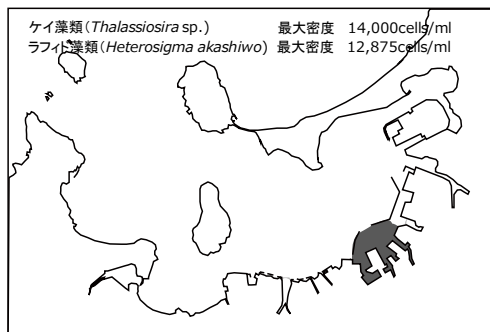 ケイ藻類（Thalassiosira sp.） 最大密度 14,000cells/ml
ラフィド藻類（Heterosigma akashiwo） 最大密度 12,875cells/ml